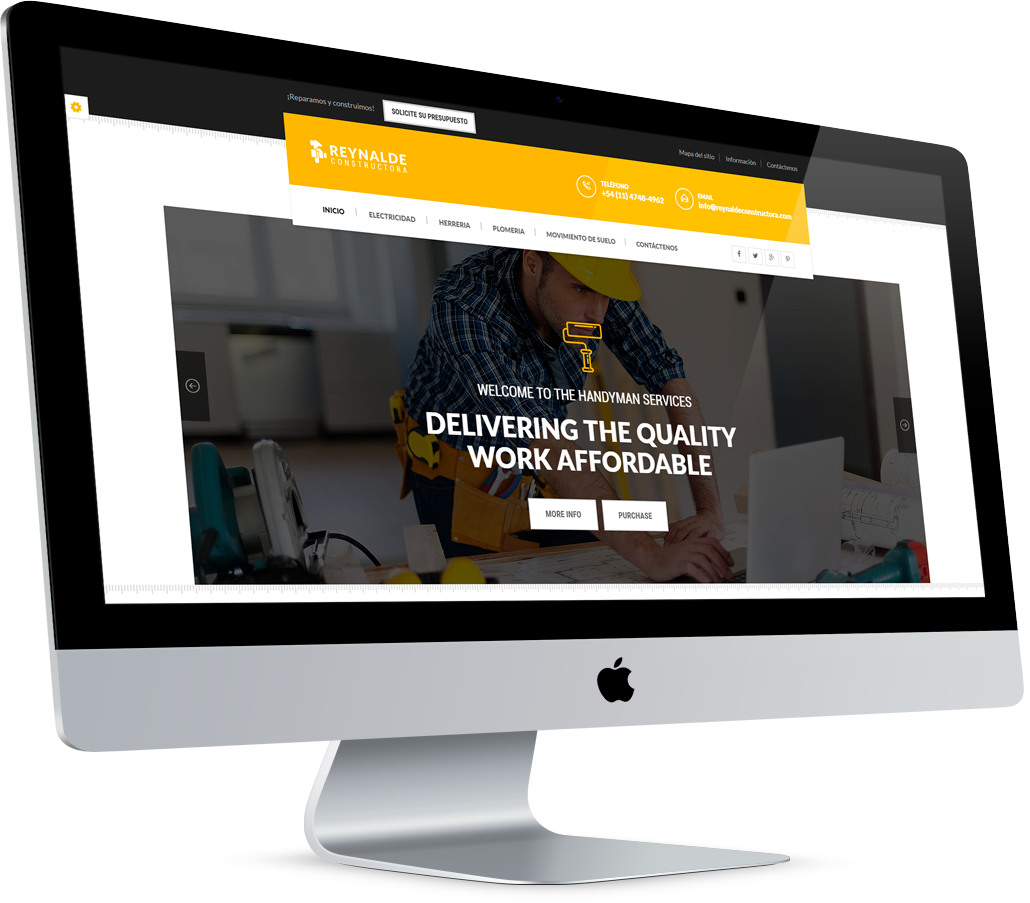 ¡Reparamos y construimos!
SOLICITE SU PRESUPUESTO
Mapa del sitio
Información
Contáctenos
REYNALDE
CONSTRUCTORA
TELÉFONO
+54 (11) 4748-4962
EMAIL
info@reynaldeconstructora.com
INICIO
ELECTRICIDAD
HERRERIA
PLOMERIA
MOVIMIENTO DE SUELO
CONTÁCTENOS
WELCOME TO THE HANDYMAN SERVICES
DELIVERING THE QUALITY
WORK AFFORDABLE
MORE INFO
PURCHASE